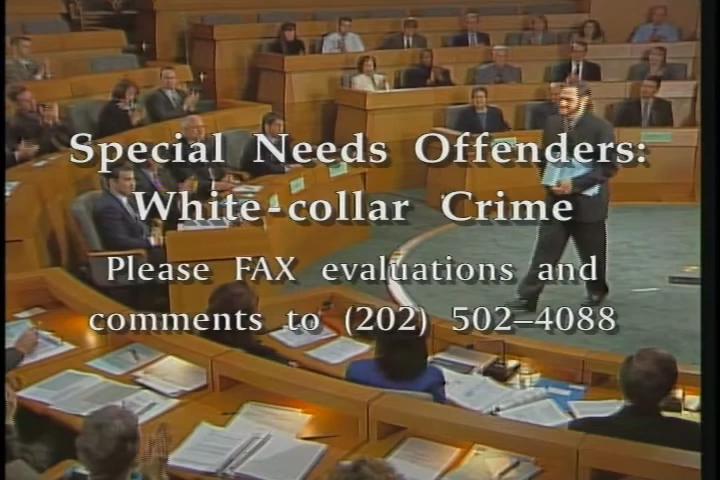 Special Needs Offenders:
White-collar Crime
Please FAX evaluations and
comments to (202) 502–4088